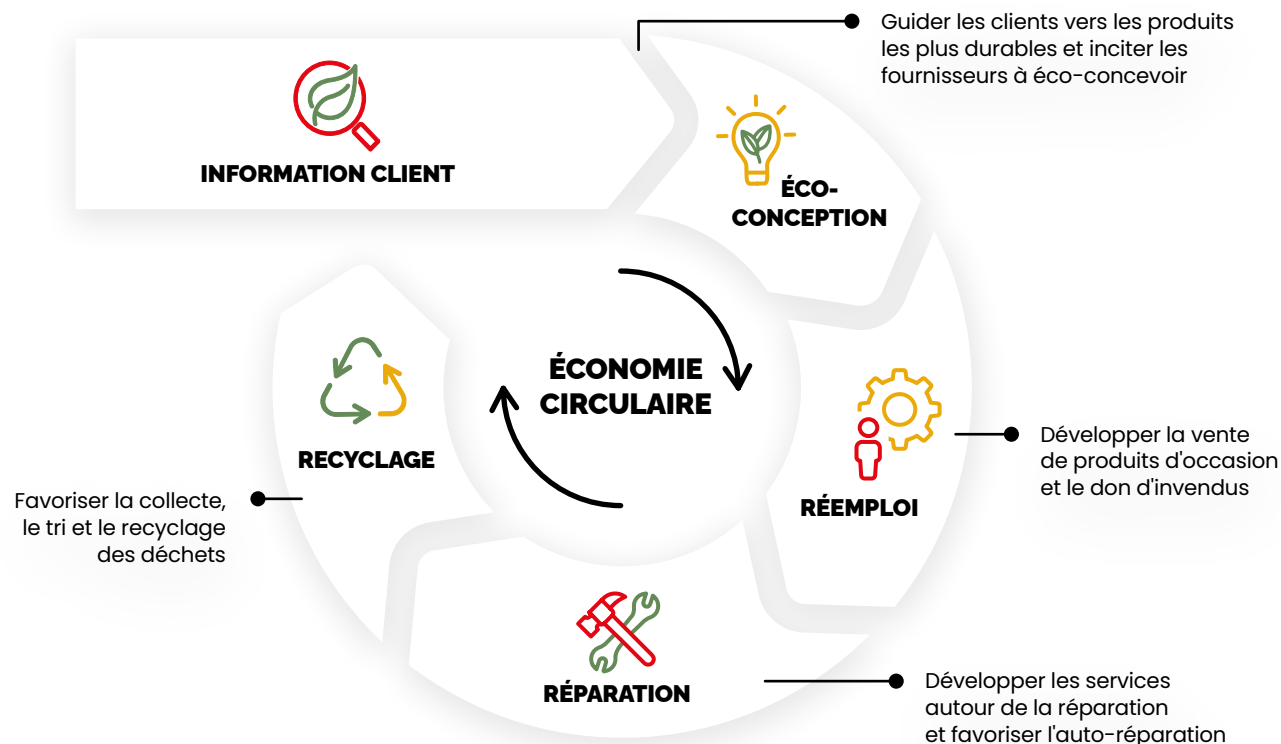 Guider les clients vers les produits
les plus durables et inciter les
fournisseurs à éco-concevoir
INFORMATION CLIENT
ÉCO-
CONCEPTION
ÉCONOMIE
CIRCULAIRE
RÉEMPLOI
Développer la vente
de produits d'occasion
et le don d'invendus
RECYCLAGE
Favoriser la collecte,
le tri et le recyclage
des déchets
RÉPARATION
Développer les services
autour de la réparation
et favoriser l'auto-réparation